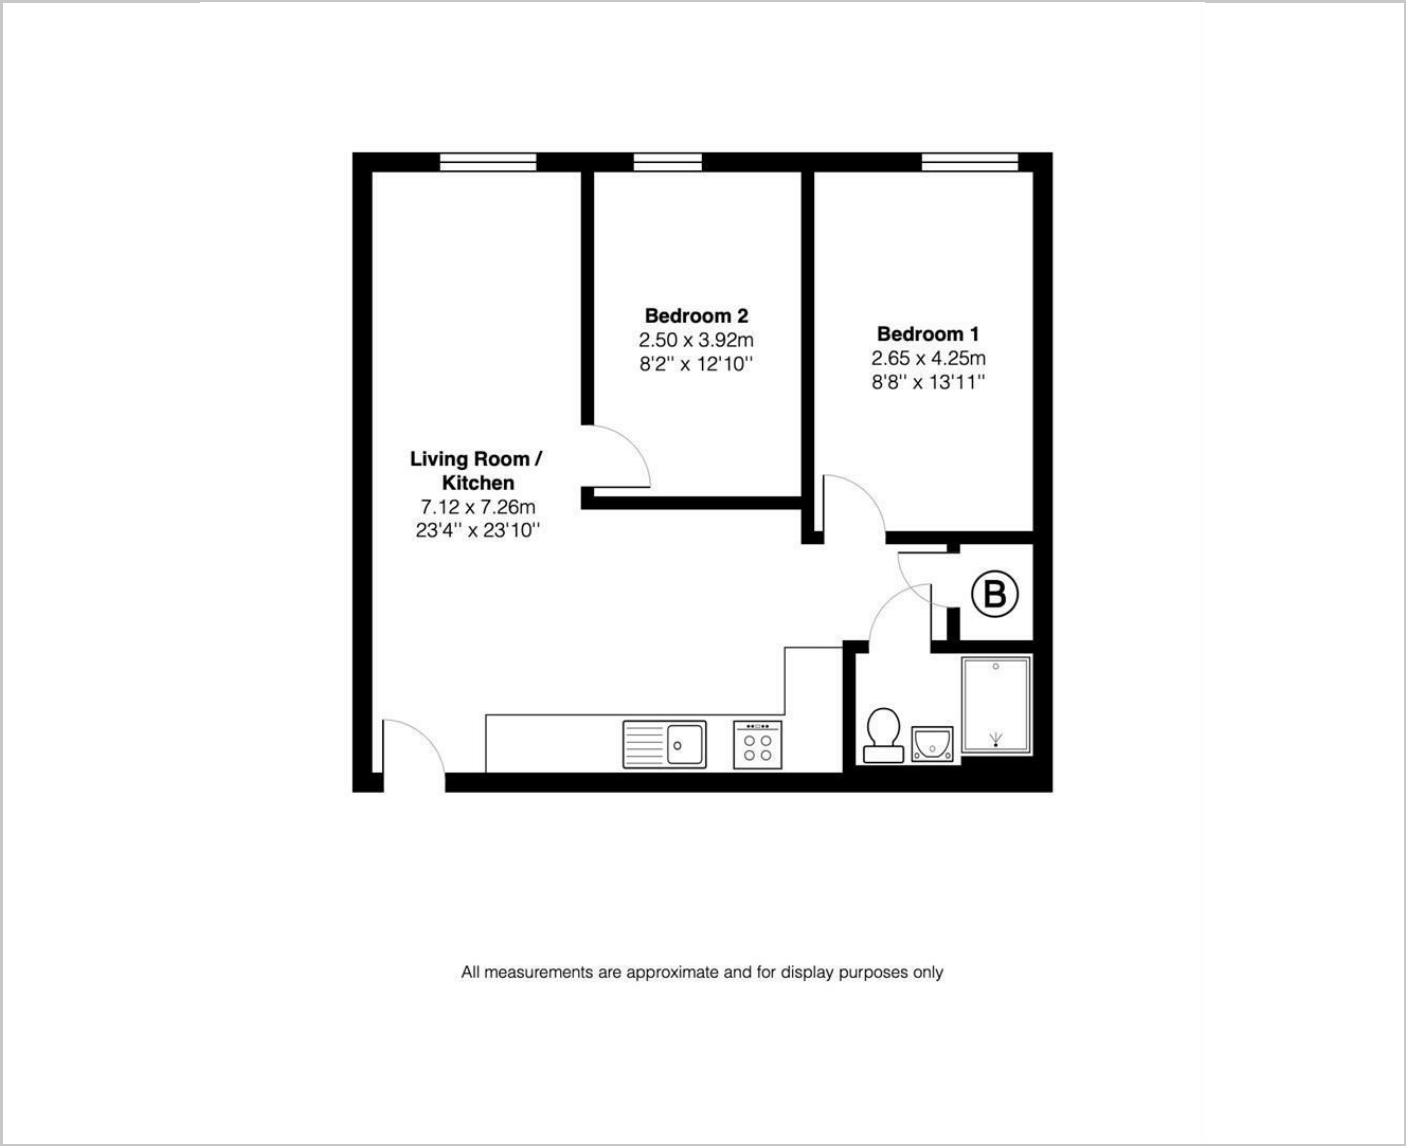 Bedroom 2
2.50 x 3.92m
8'2'' x 12'10''
Bedroom 1
2.65 x 4.25m
8'8'' x 13'11''
Living Room /
Kitchen
7.12 x 7.26m
23'4'' x 23'10''
B
All measurements are approximate and for display purposes only